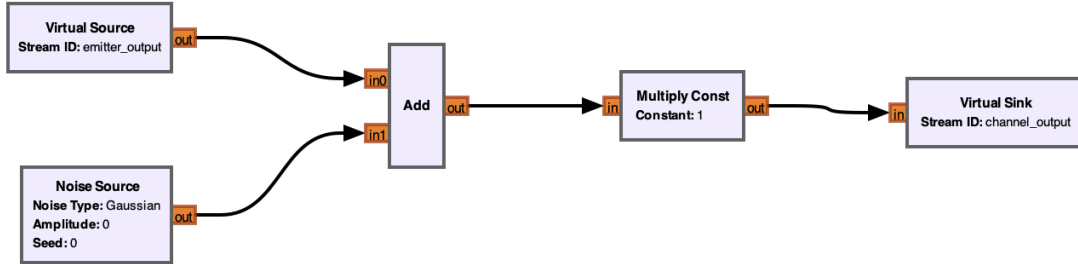 Virtual Source
Stream ID: emitter_output
out
in0
in1
Add
out
in
Multiply Const
Constant: 1
out
in
Virtual Sink
Stream ID: channel_output
Noise Source
Noise Type: Gaussian
Amplitude: 0
Seed: 0
out